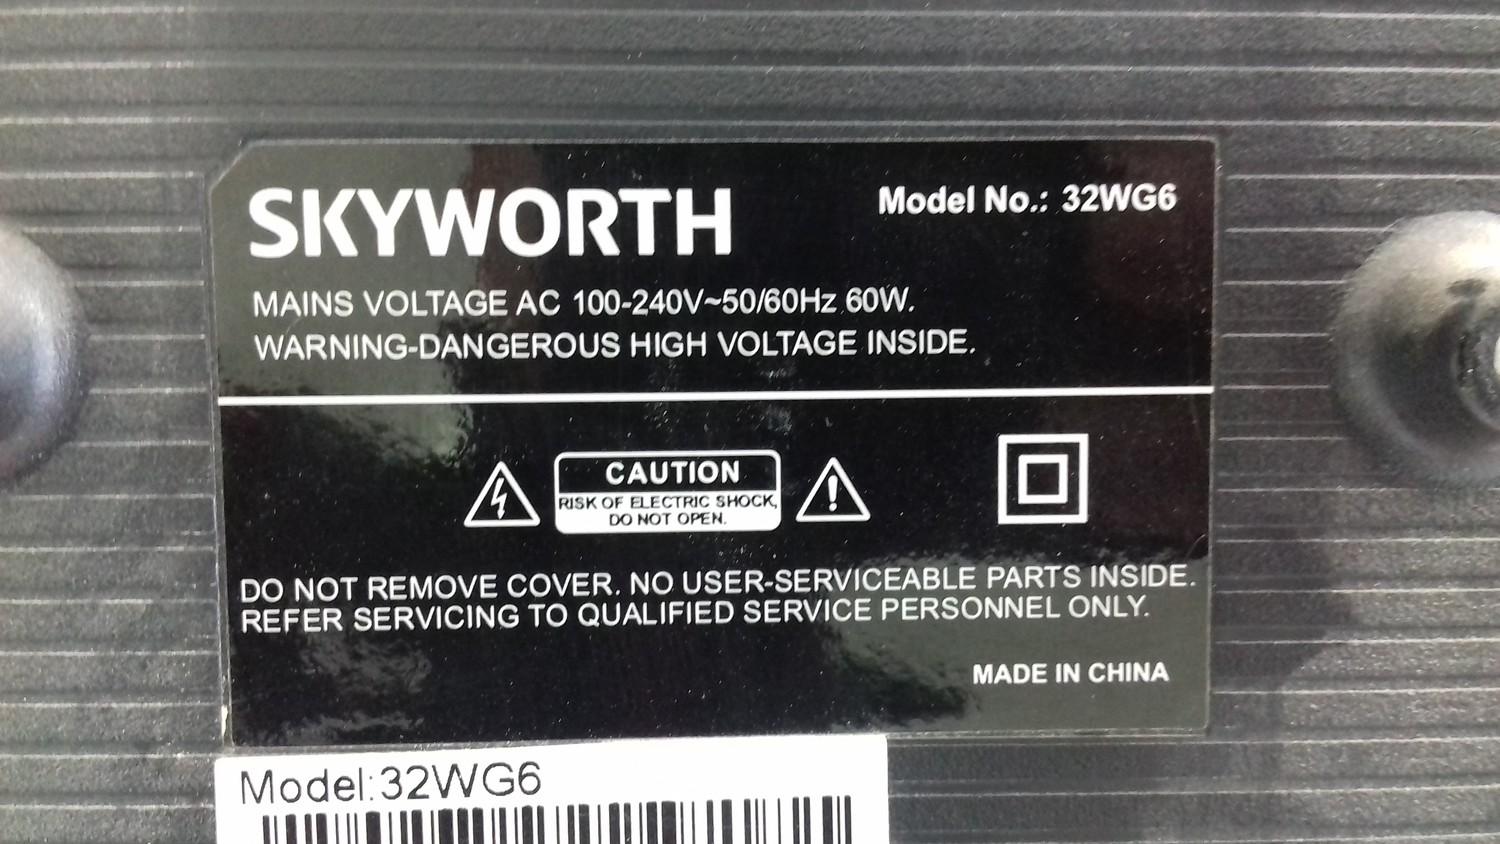 SKYWORTH
Model No.: 32WG6
MAINS VOLTAGE AC 100-240V~50/60Hz 60W.
WARNING-DANGEROUS HIGH VOLTAGE INSIDE.
CAUTION
RISK OF ELECTRIC SHOCK,
DO NOT OPEN.
DO NOT REMOVE COVER. NO USER-SERVICEABLE PARTS INSIDE.
REFER SERVICING TO QUALIFIED SERVICE PERSONNEL ONLY.
MADE IN CHINA
Model:32WG6